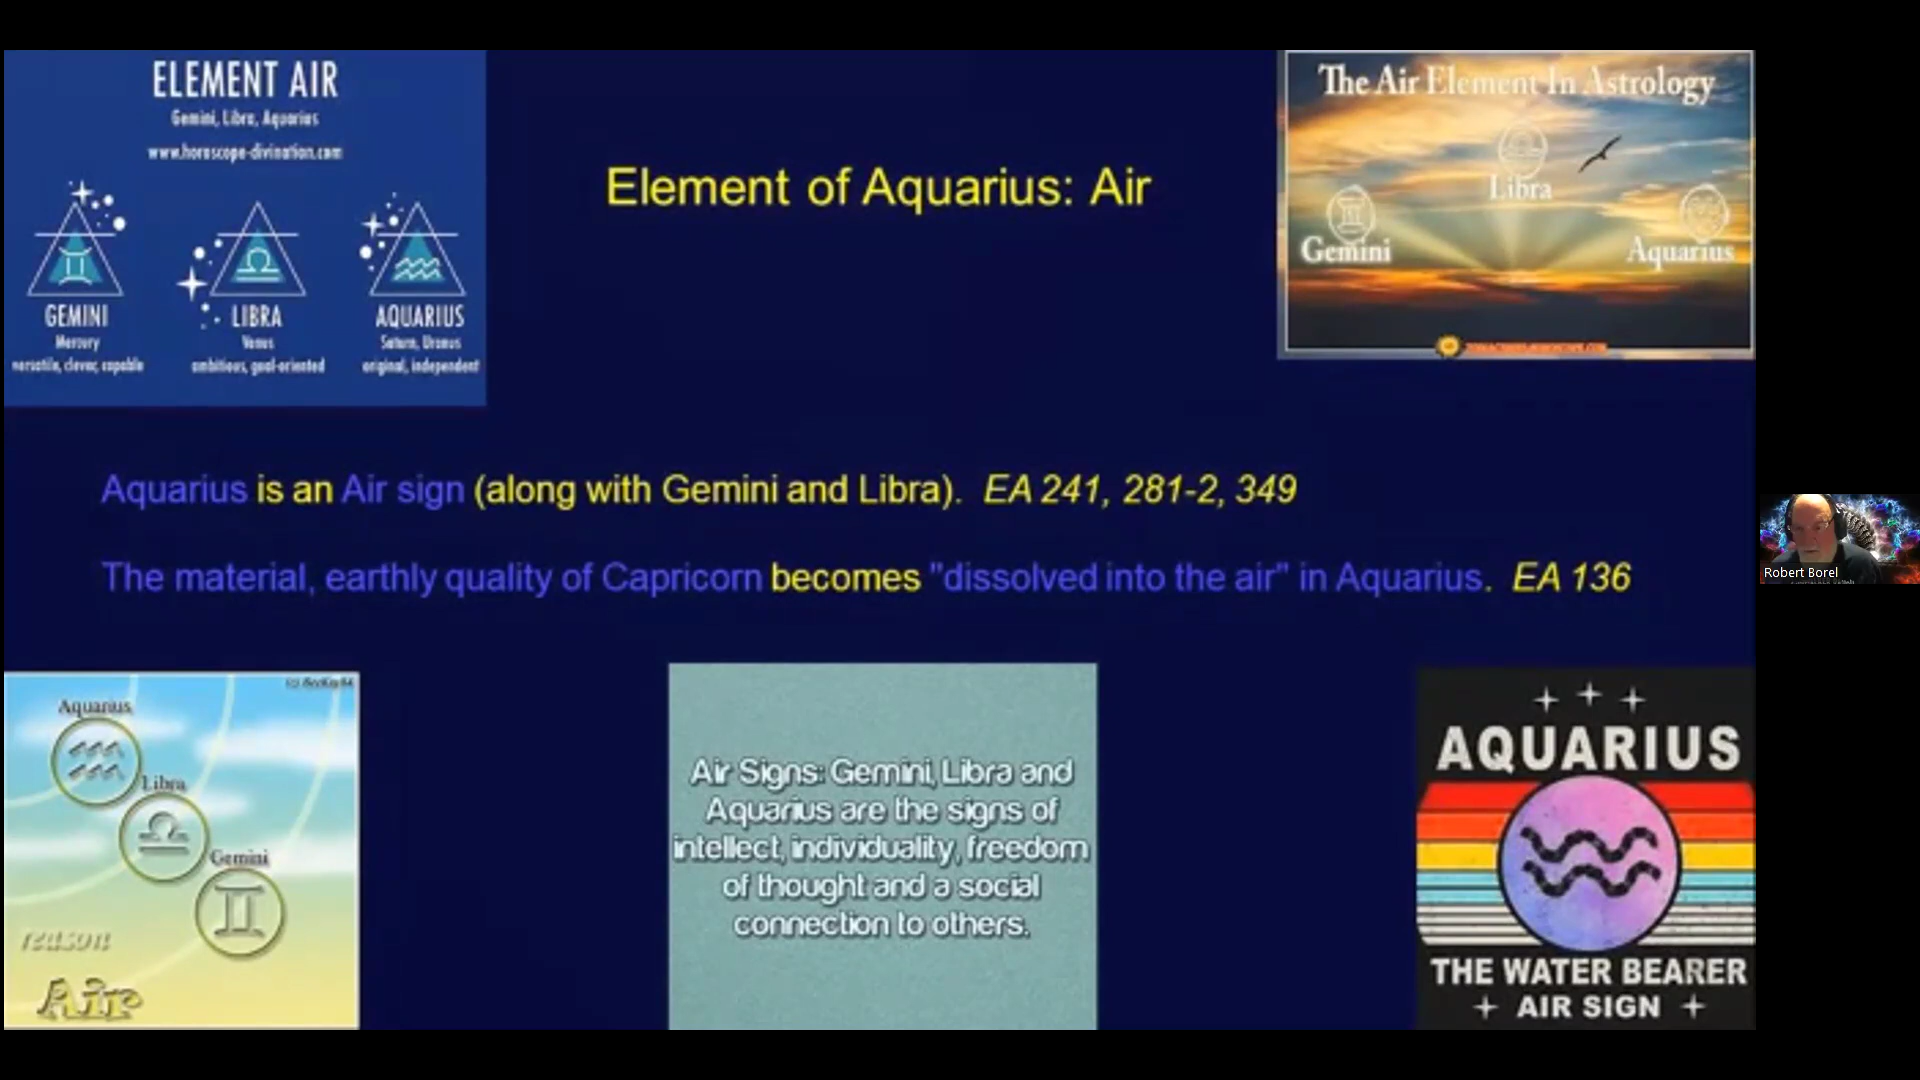 ELEMENT AIR
Gemini, Libra, Aquarius
www.horoscope-divination.com
GEMINI
Mercury
versatile, clever, capable
LIBRA
Venus
ambitious, goal-oriented
AQUARIUS
Saturn, Uranus
original, independent
Element of Aquarius: Air
The Air Element In Astrology
Libra
Gemini
Aquarius
Aquarius is an Air sign (along with Gemini and Libra). EA 241, 281-2, 349
The material, earthly quality of Capricorn becomes "dissolved into the air" in Aquarius. EA 136
Robert Borel
Aquarius
Libra
Gemini
reason
Air
Air Signs: Gemini, Libra and
Aquarius are the signs of
intellect, individuality, freedom
of thought and a social
connection to others.
AQUARIUS
THE WATER BEARER
AIR SIGN